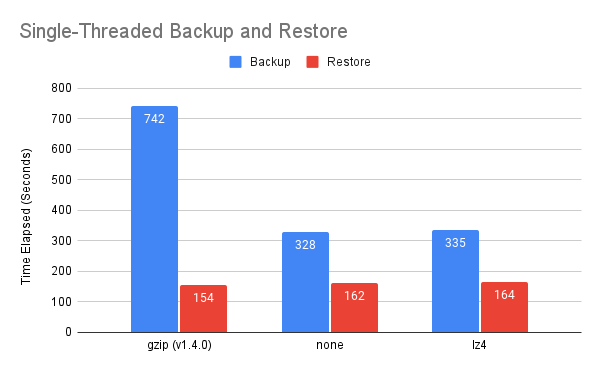 Single-Threaded Backup and Restore
Backup Restore
Time Elapsed (Seconds)
800
700
600
500
400
300
200
100
0
742 154 328 162 335 164
gzip (v1.4.0) none lz4